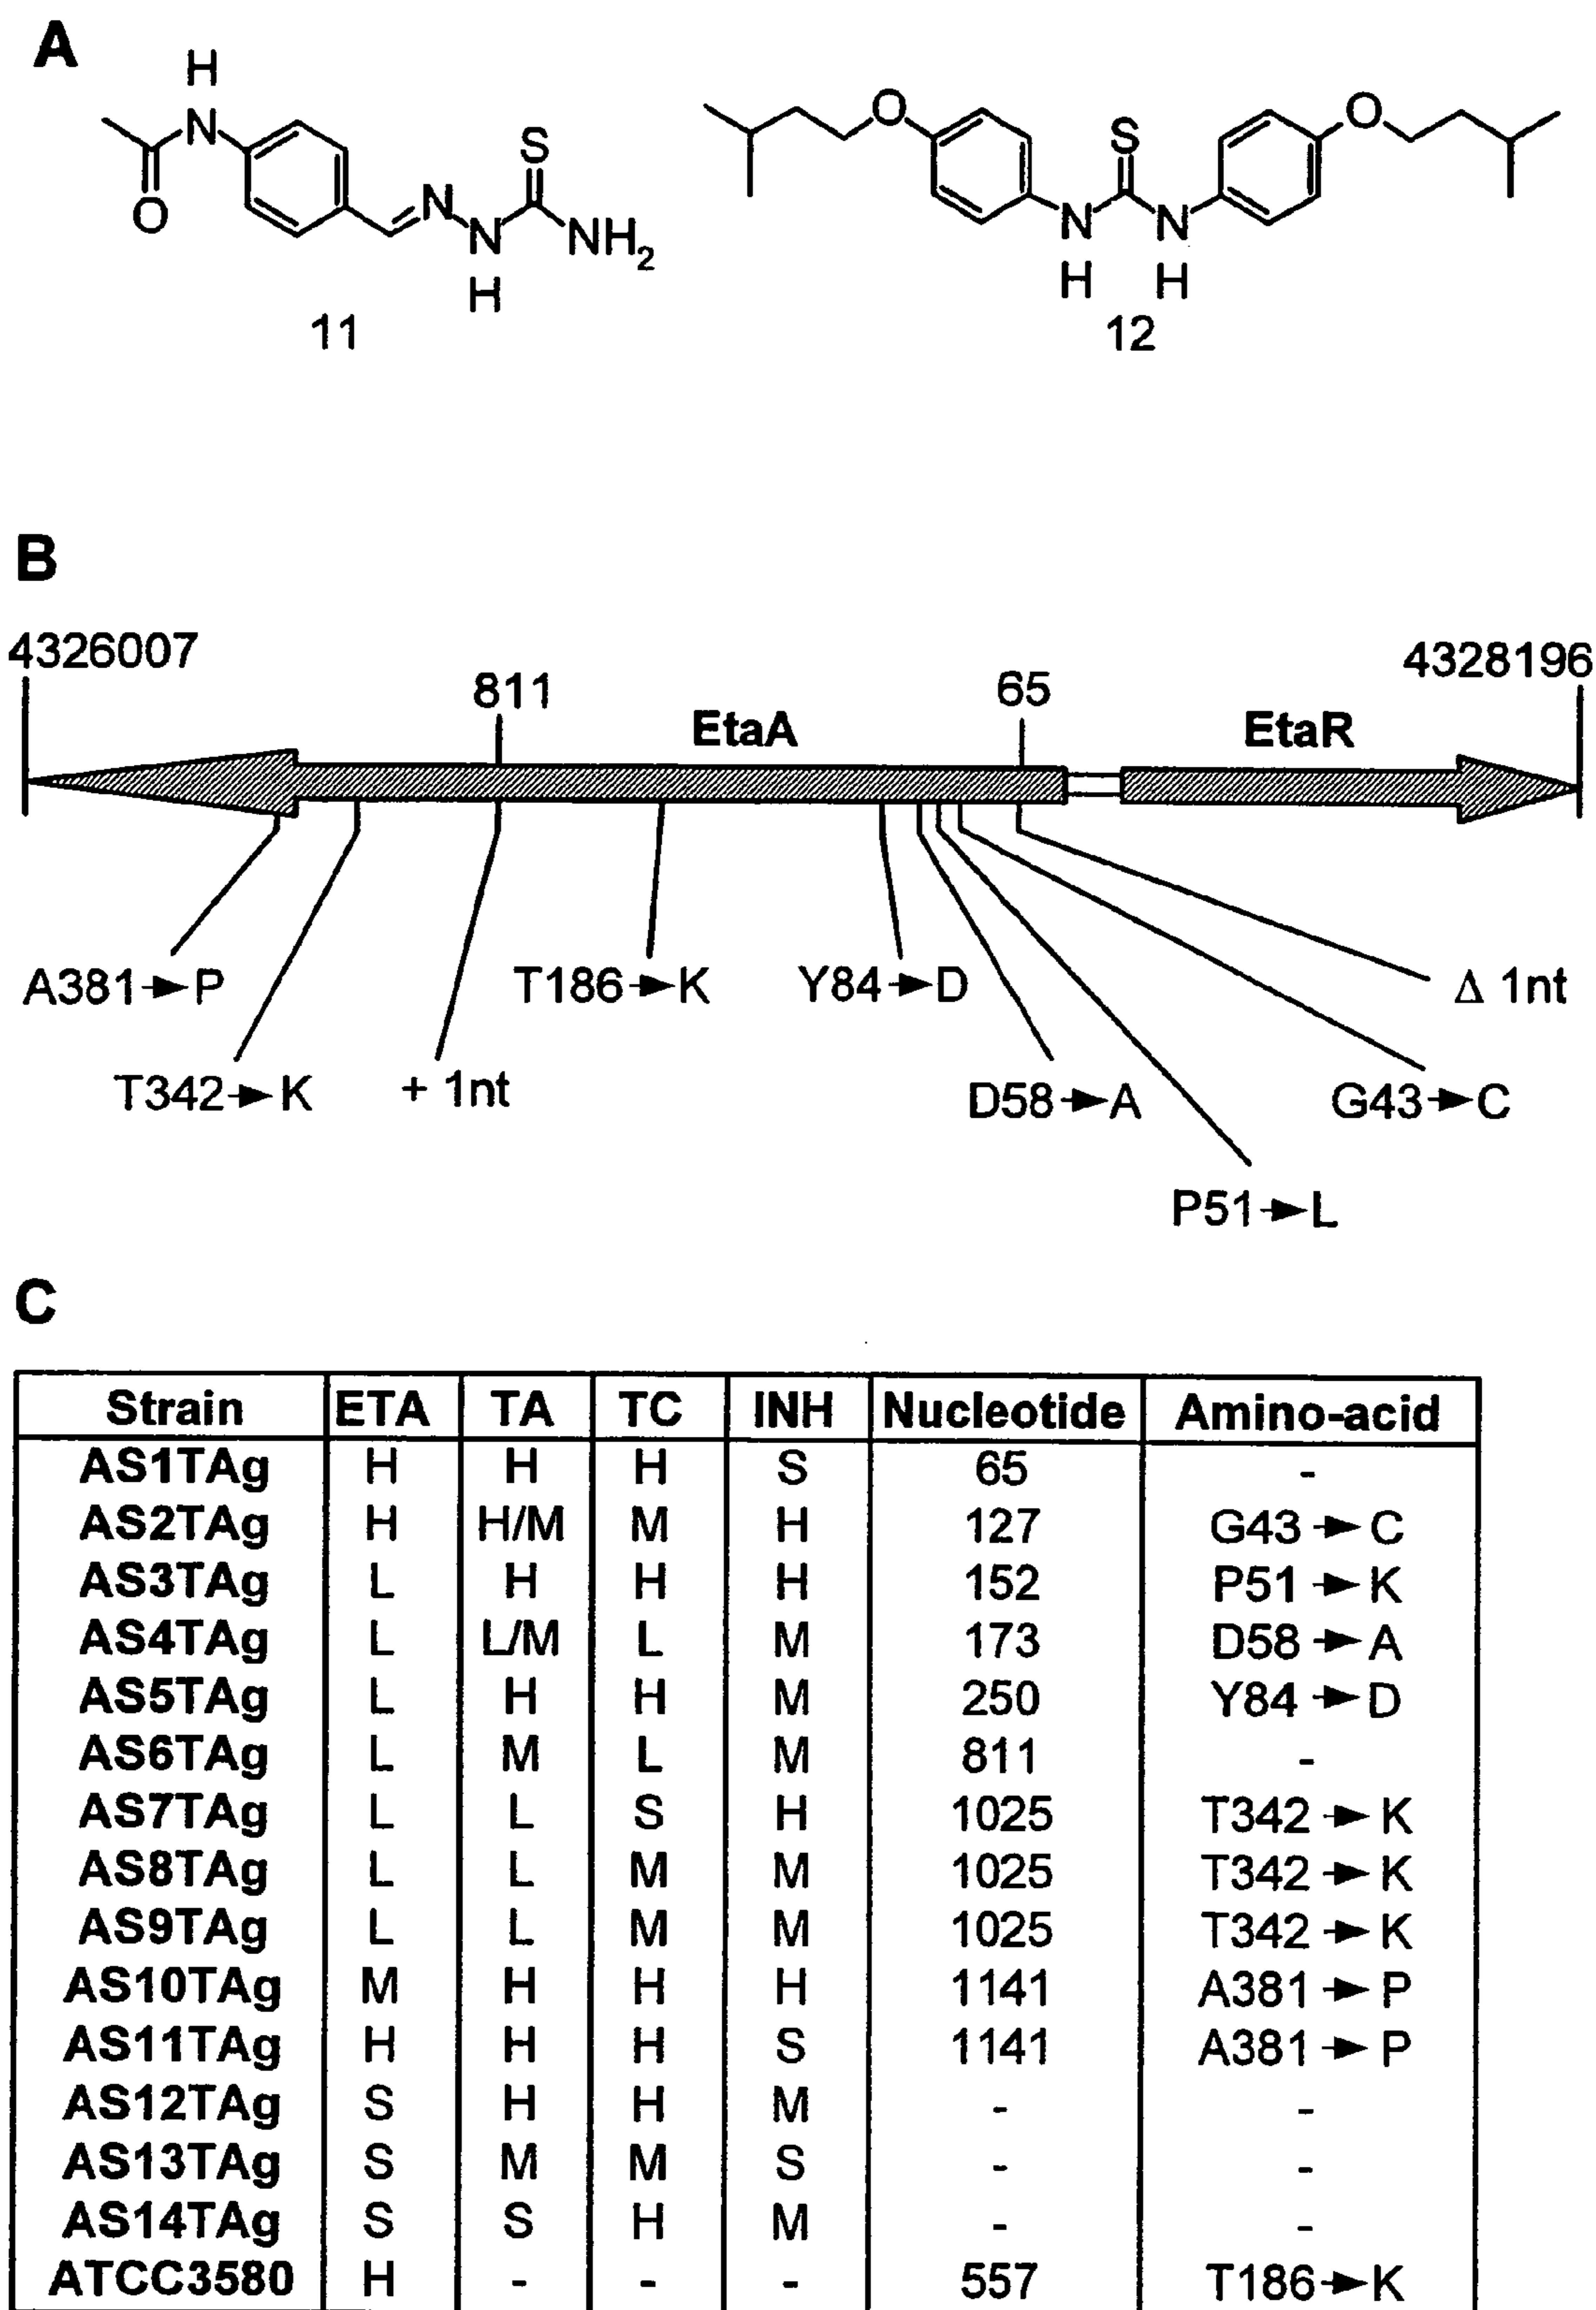 A
H
N
O
N
N
H
S
NH2
11
O
S
N
H
N
H
O
12
B
4326007
4328196
811
65
EtaA
EtaR
A381→P
T186→K
Y84→D
Δ 1nt
T342→K
+ 1nt
D58→A
G43→C
P51→L
C
Strain ETA TA TC INH Nucleotide Amino-acid
AS1TAg H H H S 65 -
AS2TAg H H/M M H 127 G43→C
AS3TAg L H H H 152 P51→K
AS4TAg L L/M L M 173 D58→A
AS5TAg L H H M 250 Y84→D
AS6TAg L M L M 811 -
AS7TAg L L S H 1025 T342→K
AS8TAg L L M M 1025 T342→K
AS9TAg L L M M 1025 T342→K
AS10TAg M H H H 1141 A381→P
AS11TAg H H H S 1141 A381→P
AS12TAg S H H M - -
AS13TAg S M M S - -
AS14TAg S S H M - -
ATCC3580 H - - - 557 T186→K